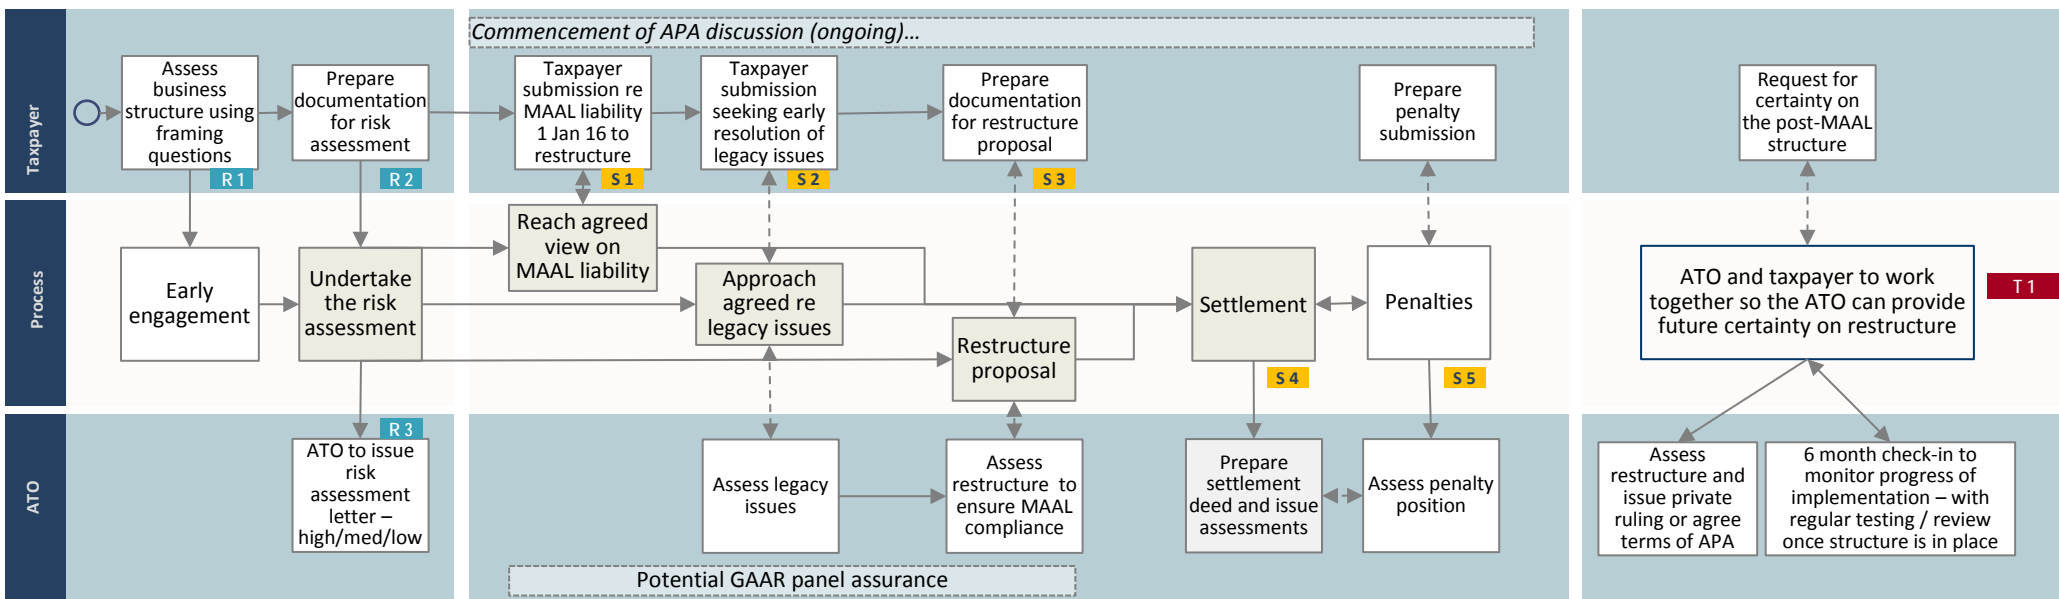 Taxpayer
Commencement of APA discussion (ongoing)...
Assess
business
structure using
framing
questions
R 1
Prepare
documentation
for risk
assessment
R 2
Taxpayer
submission re
MAAL liability
1 Jan 16 to
restructure
S 1
Taxpayer
submission
seeking early
resolution of
legacy issues
S 2
Prepare
documentation
for restructure
proposal
S 3
Prepare
penalty
submission
Request for
certainty on
the post-MAAL
structure
Process
Early
engagement
Undertake
the risk
assessment
Reach agreed
view on
MAAL liability
Approach
agreed re
legacy issues
Restructure
proposal
Settlement
S 4
Penalties
S 5
ATO and taxpayer to work
together so the ATO can provide
future certainty on restructure
T 1
ATO
R 3
ATO to issue
risk
assessment
letter –
high/med/low
Assess legacy
issues
Assess
restructure to
ensure MAAL
compliance
Prepare
settlement
deed and issue
assessments
Assess penalty
position
Assess
restructure and
issue private
ruling or agree
terms of APA
6 month check-in to
monitor progress of
implementation – with
regular testing / review
once structure is in place
Potential GAAR panel assurance